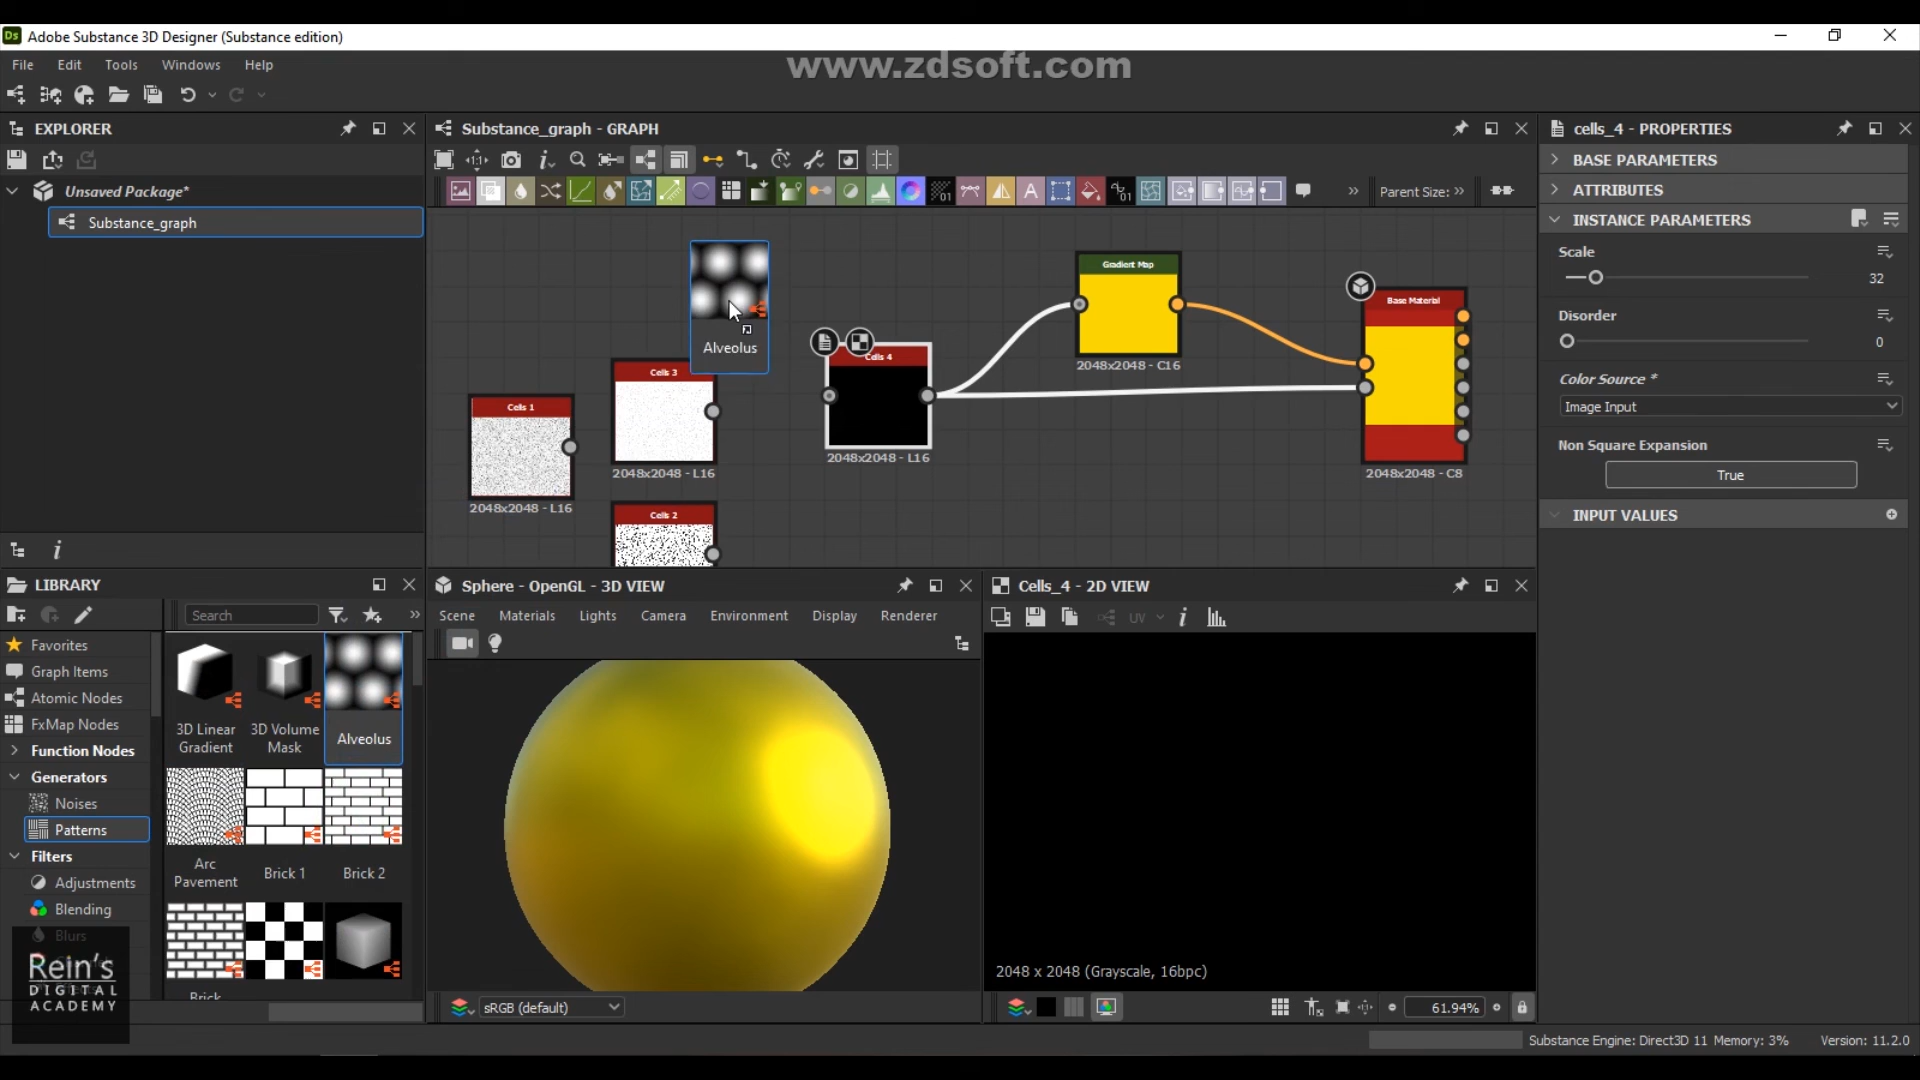 Adobe Substance 3D Designer (Substance edition)
www.zdsoft.com
File Edit Tools Windows Help
EXPLORER
Unsaved Package*
Substance_graph
Substance_graph - GRAPH
Parent Size:
Alveolus
Cells 1
2048x2048 - L16
Cells 3
2048x2048 - L16
Cells 2
Cells 4
2048x2048 - L16
Gradient Map
2048x2048 - C16
Base Material
2048x2048 - C8
cells_4 - PROPERTIES
BASE PARAMETERS
ATTRIBUTES
INSTANCE PARAMETERS
Scale
32
Disorder
0
Color Source *
Image Input
Non Square Expansion
True
INPUT VALUES
LIBRARY
Search
Favorites
Graph Items
Atomic Nodes
FxMap Nodes
Function Nodes
Generators
Noises
Patterns
Filters
Adjustments
Blending
Blurs
3D Linear Gradient
3D Volume Mask
Alveolus
Arc Pavement
Brick 1
Brick 2
Brick
Rein's
DIGITAL
ACADEMY
Sphere - OpenGL - 3D VIEW
Scene Materials Lights Camera Environment Display Renderer
sRGB (default)
Cells_4 - 2D VIEW
UV
2048 x 2048 (Grayscale, 16bpc)
61.94%
Substance Engine: Direct3D 11 Memory: 3% Version: 11.2.0